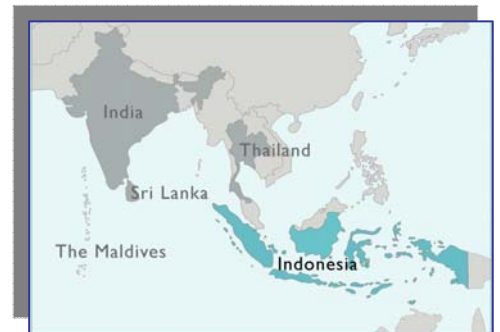 India
Thailand
Sri Lanka
The Maldives
Indonesia